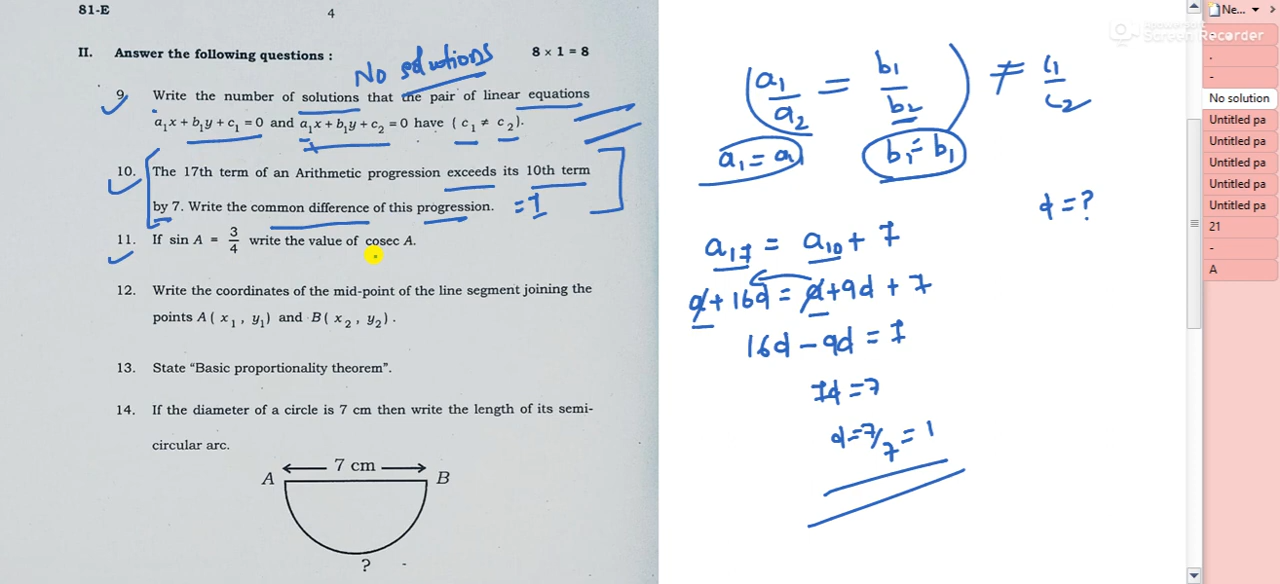 81-E
4
II. Answer the following questions : 8 × 1 = 8
No solutions
9. Write the number of solutions that the pair of linear equations
a₁x + b₁y + c₁ = 0 and a₁x + b₁y + c₂ = 0 have ( c₁ ≠ c₂ ).
10. The 17th term of an Arithmetic progression exceeds its 10th term
by 7. Write the common difference of this progression. = 1
11. If sin A = 3/4 write the value of cosec A.
12. Write the coordinates of the mid-point of the line segment joining the
points A ( x₁ , y₁ ) and B ( x₂ , y₂ ) .
13. State "Basic proportionality theorem".
14. If the diameter of a circle is 7 cm then write the length of its semi-
circular arc.
7 cm
A B
?
(a₁/a₂ = b₁/b₂) ≠ c₁/c₂
a₁ = a₁ b₁ = b₁
d = ?
a₁₇ = a₁₀ + 7
a + 16d = a + 9d + 7
16d − 9d = 7
7d = 7
d = 7/7 = 1
Screen Recorder
Ne...
.
-
No solution
Untitled pa
Untitled pa
Untitled pa
Untitled pa
Untitled pa
21
-
A